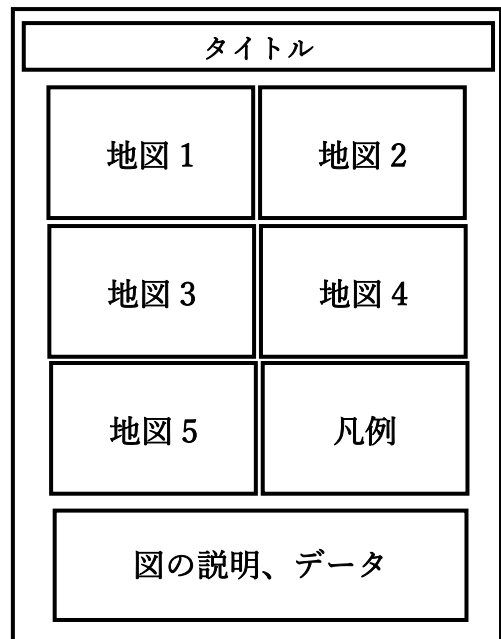 タイトル
地図 1
地図 2
地図 3
地図 4
地図 5
凡例
図の説明、データ